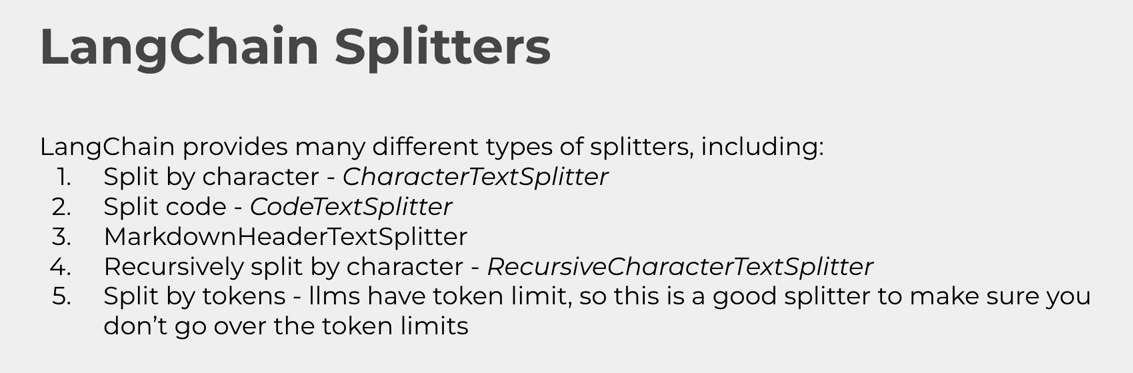 LangChain Splitters
LangChain provides many different types of splitters, including:
1. Split by character - CharacterTextSplitter
2. Split code - CodeTextSplitter
3. MarkdownHeaderTextSplitter
4. Recursively split by character - RecursiveCharacterTextSplitter
5. Split by tokens - llms have token limit, so this is a good splitter to make sure you
don’t go over the token limits